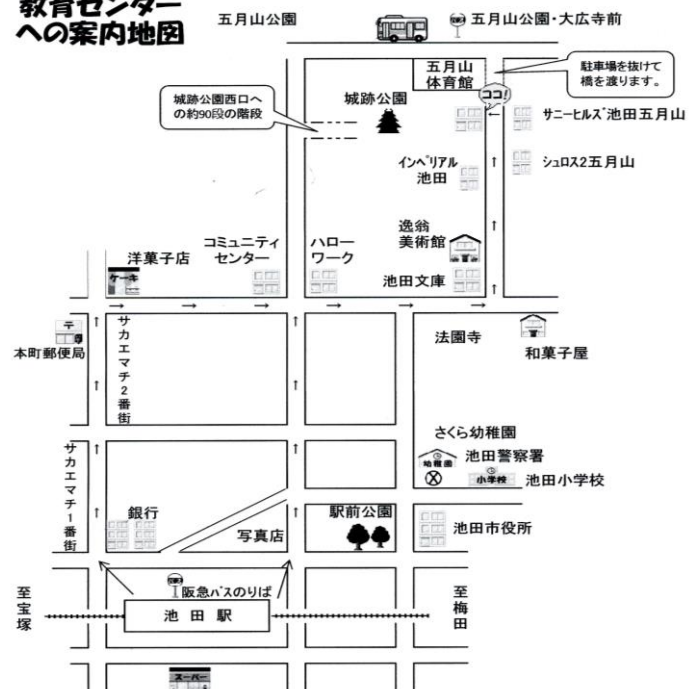 教育センター
への案内地図
五月山公園
五月山公園・大広寺前
五月山
体育館
駐車場を抜けて
橋を渡ります。
城跡公園西口へ
の約90段の階段
城跡公園
ココ!
サニーヒルズ池田五月山
インペリアル
池田
シュロス2五月山
逸翁
美術館
コミュニティ
センター
ハロー
ワーク
洋菓子店
ケーキ
池田文庫
〒
本町郵便局
サカエマチ2番街
法園寺
和菓子屋
さくら幼稚園
幼稚園
池田警察署
小学校
池田小学校
サカエマチ1番街
銀行
写真店
駅前公園
池田市役所
阪急バスのりば
池田駅
至宝塚
至梅田
スーパー